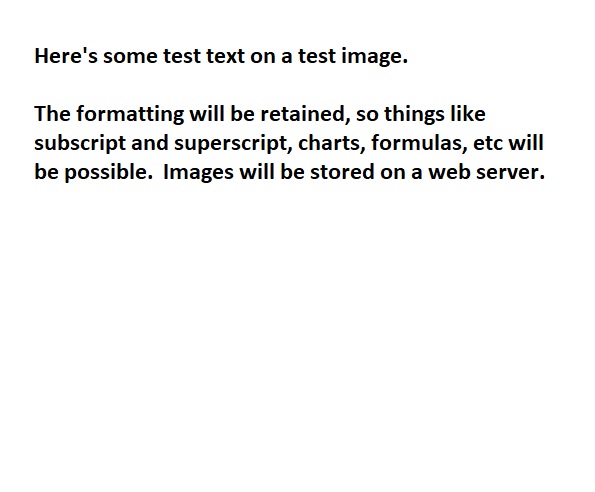 Here's some test text on a test image.
The formatting will be retained, so things like
subscript and superscript, charts, formulas, etc will
be possible.  Images will be stored on a web server.